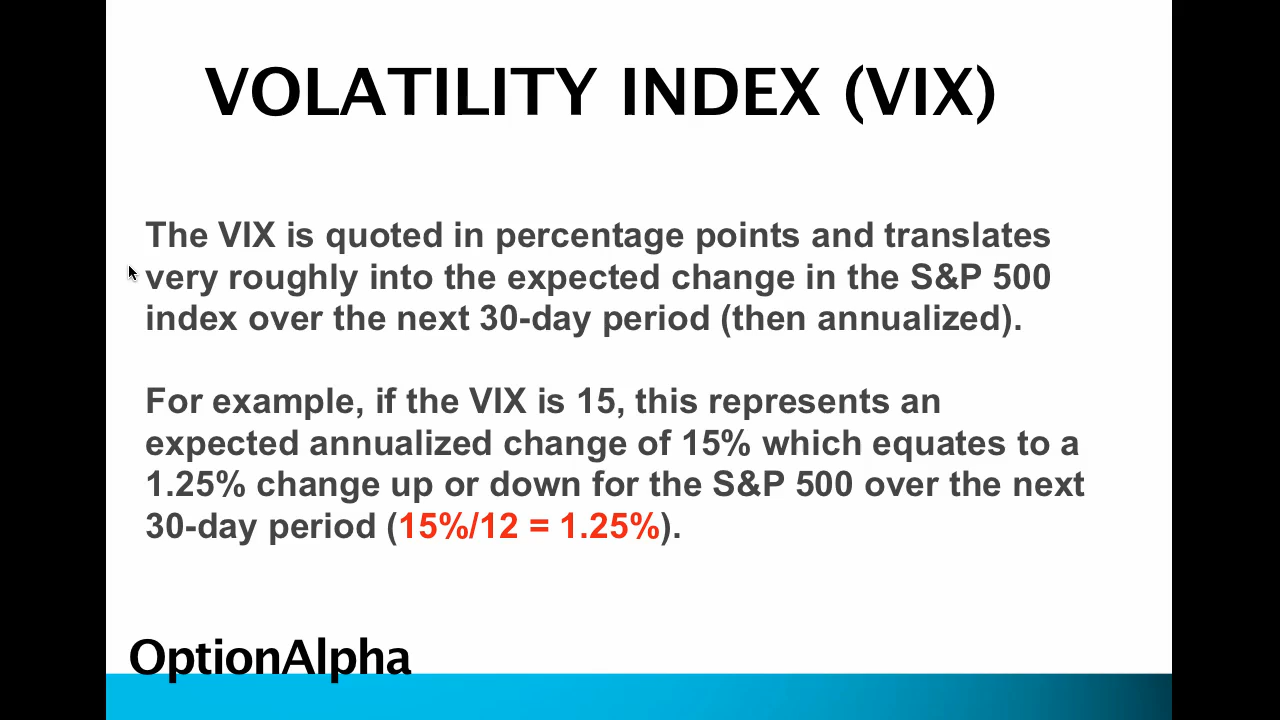 VOLATILITY INDEX (VIX)
The VIX is quoted in percentage points and translates
very roughly into the expected change in the S&P 500
index over the next 30-day period (then annualized).
For example, if the VIX is 15, this represents an
expected annualized change of 15% which equates to a
1.25% change up or down for the S&P 500 over the next
30-day period (15%/12 = 1.25%).
OptionAlpha